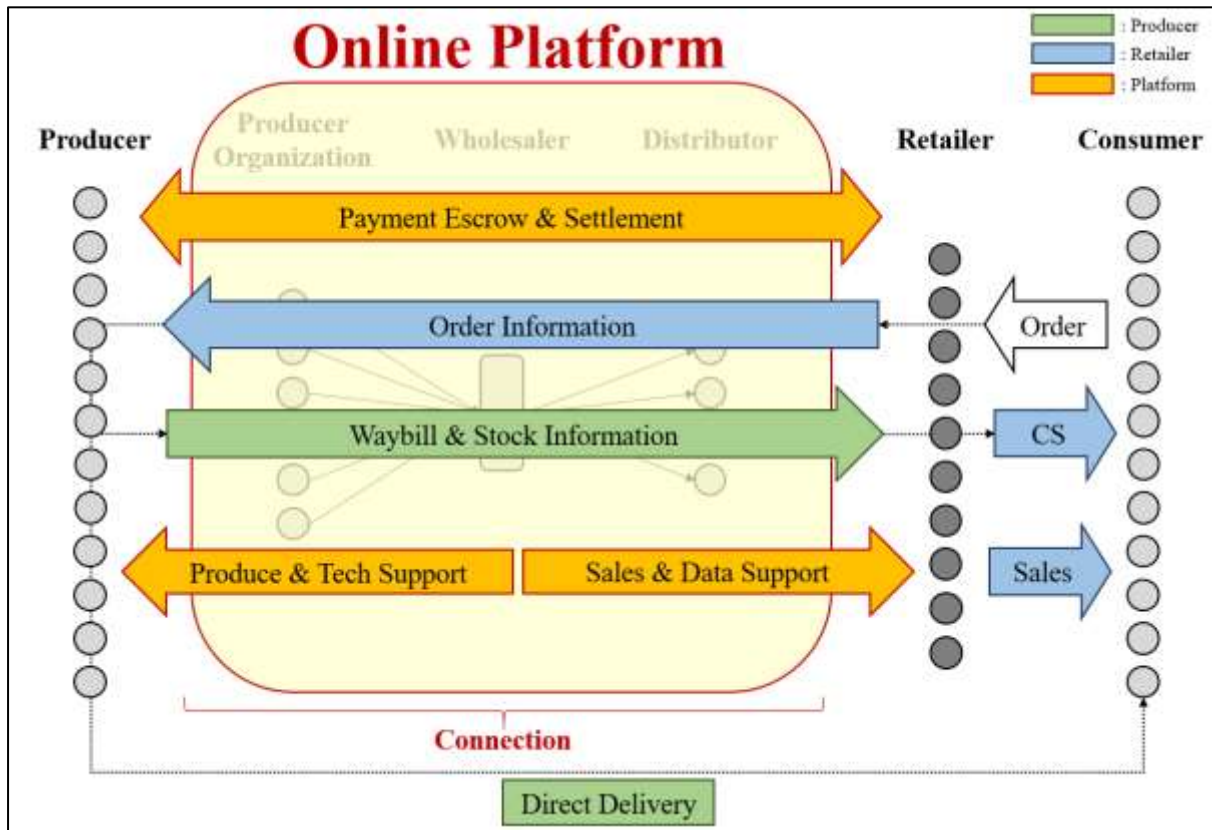 Online Platform
: Producer
: Retailer
: Platform
Producer
Producer
Organization
Wholesaler
Distributor
Retailer
Consumer
Payment Escrow & Settlement
Order Information
Order
Waybill & Stock Information
CS
Produce & Tech Support
Sales & Data Support
Sales
Connection
Direct Delivery